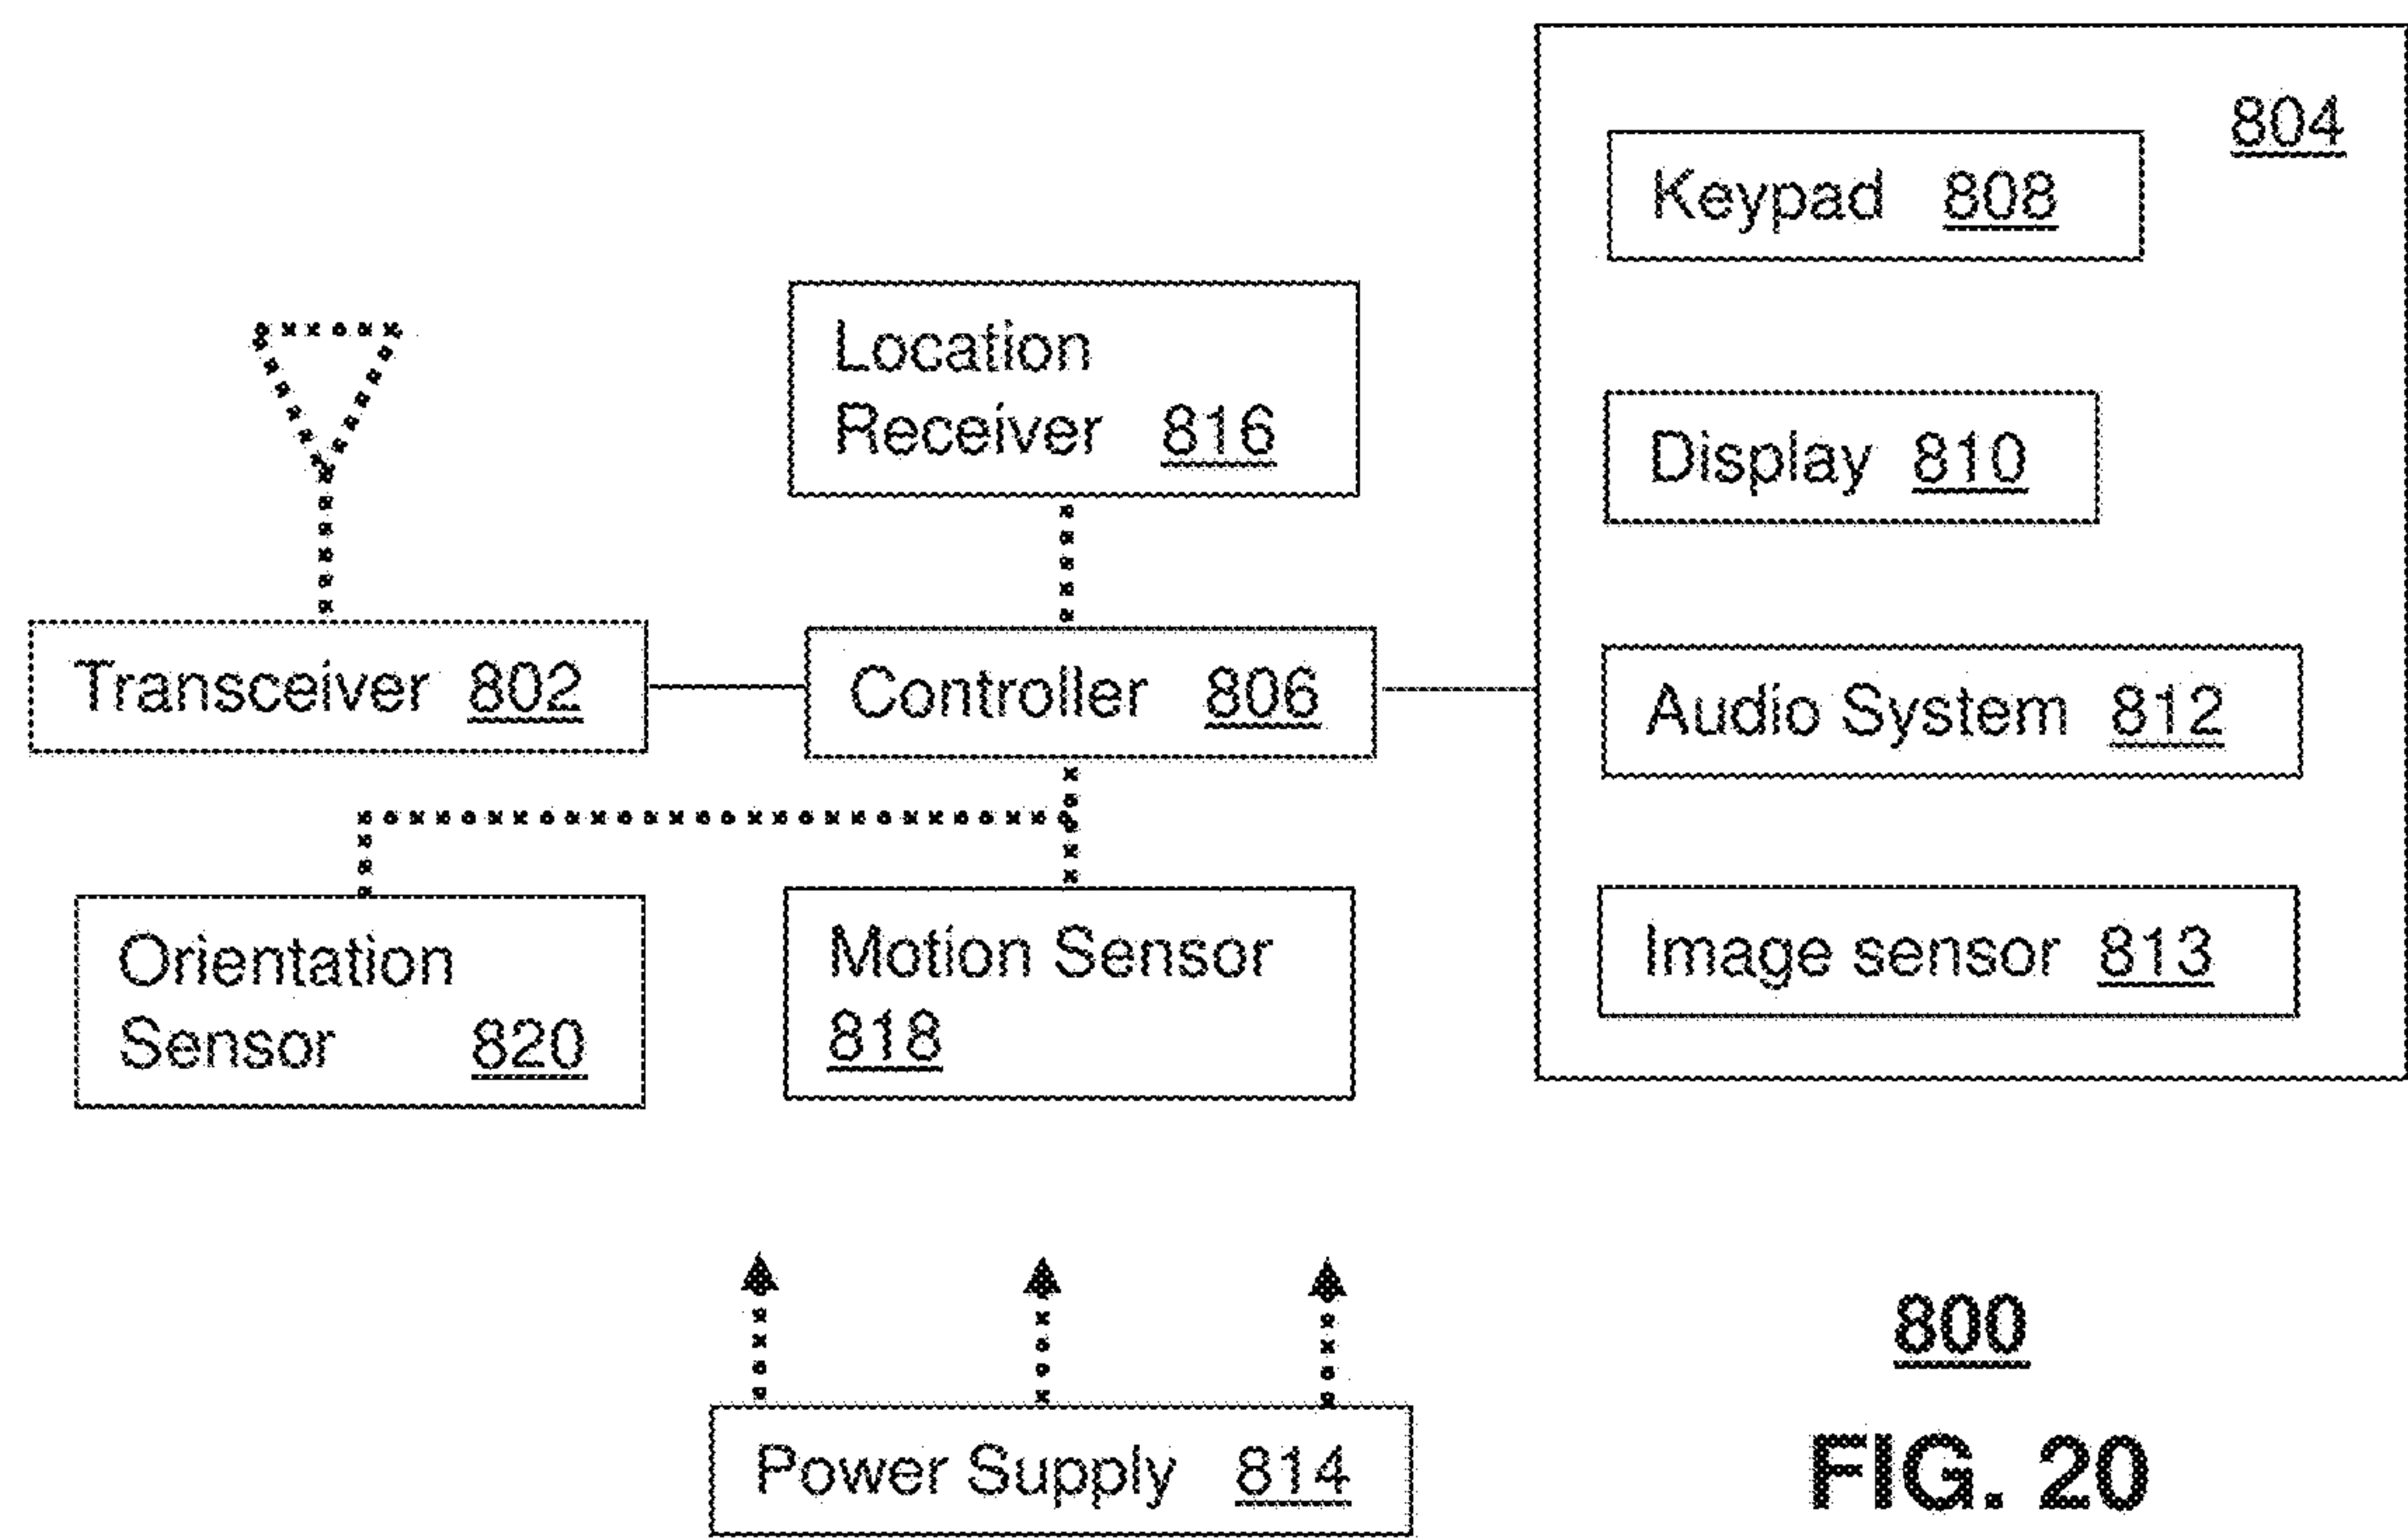 804
Keypad 808
Location
Receiver 816
Display 810
Transceiver 802
Controller 806
Audio System 812
Orientation
Sensor 820
Motion Sensor
818
Image sensor 813
Power Supply 814
800
FIG. 20